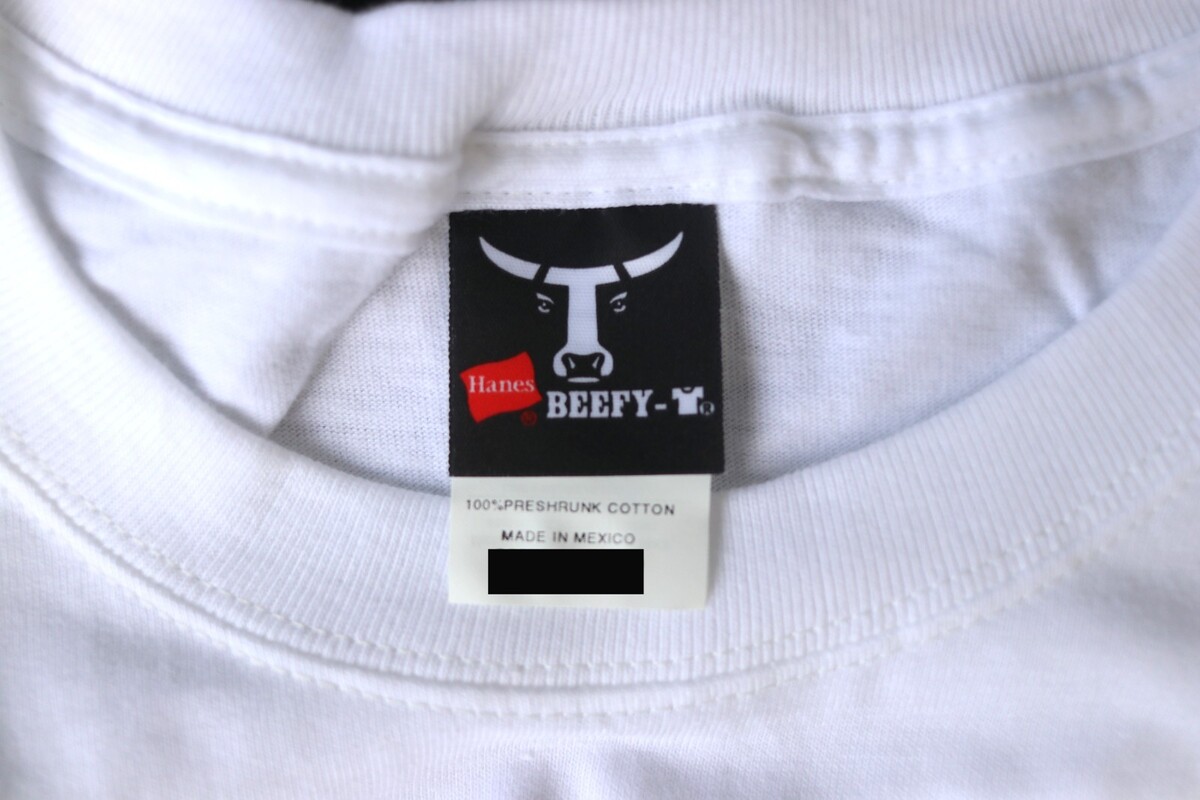 Hanes
®
BEEFY-
®
100%PRESHRUNK COTTON
MADE IN MEXICO